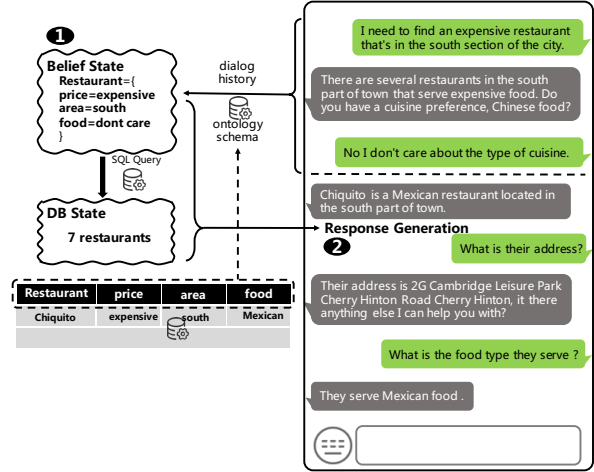 1
Belief State
Restaurant={
price=expensive
area=south
food=dont care
}
SQL Query
DB State
7 restaurants
dialog
history
ontology
schema
Restaurant price area food
Chiquito expensive south Mexican
I need to find an expensive restaurant
that's in the south section of the city.
There are several restaurants in the south
part of town that serve expensive food. Do
you have a cuisine preference, Chinese food?
No I don't care about the type of cuisine.
Chiquito is a Mexican restaurant located in
the south part of town.
Response Generation
2
What is their address?
Their address is 2G Cambridge Leisure Park
Cherry Hinton Road Cherry Hinton, it there
anything else I can help you with?
What is the food type they serve ?
They serve Mexican food .